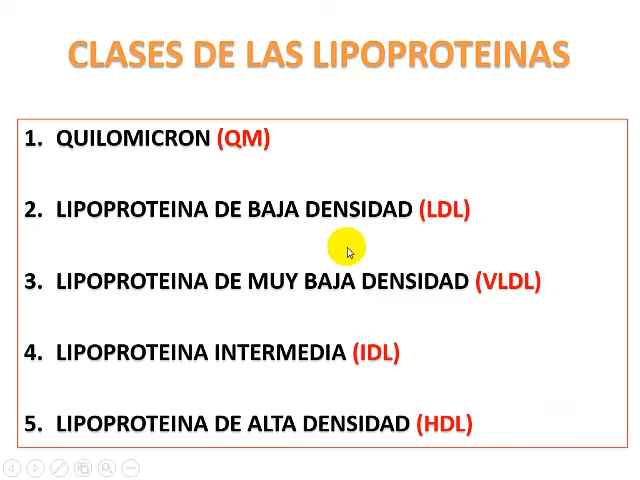 CLASES DE LAS LIPOPROTEINAS
1. QUILOMICRON (QM)
2. LIPOPROTEINA DE BAJA DENSIDAD (LDL)
3. LIPOPROTEINA DE MUY BAJA DENSIDAD (VLDL)
4. LIPOPROTEINA INTERMEDIA (IDL)
5. LIPOPROTEINA DE ALTA DENSIDAD (HDL)